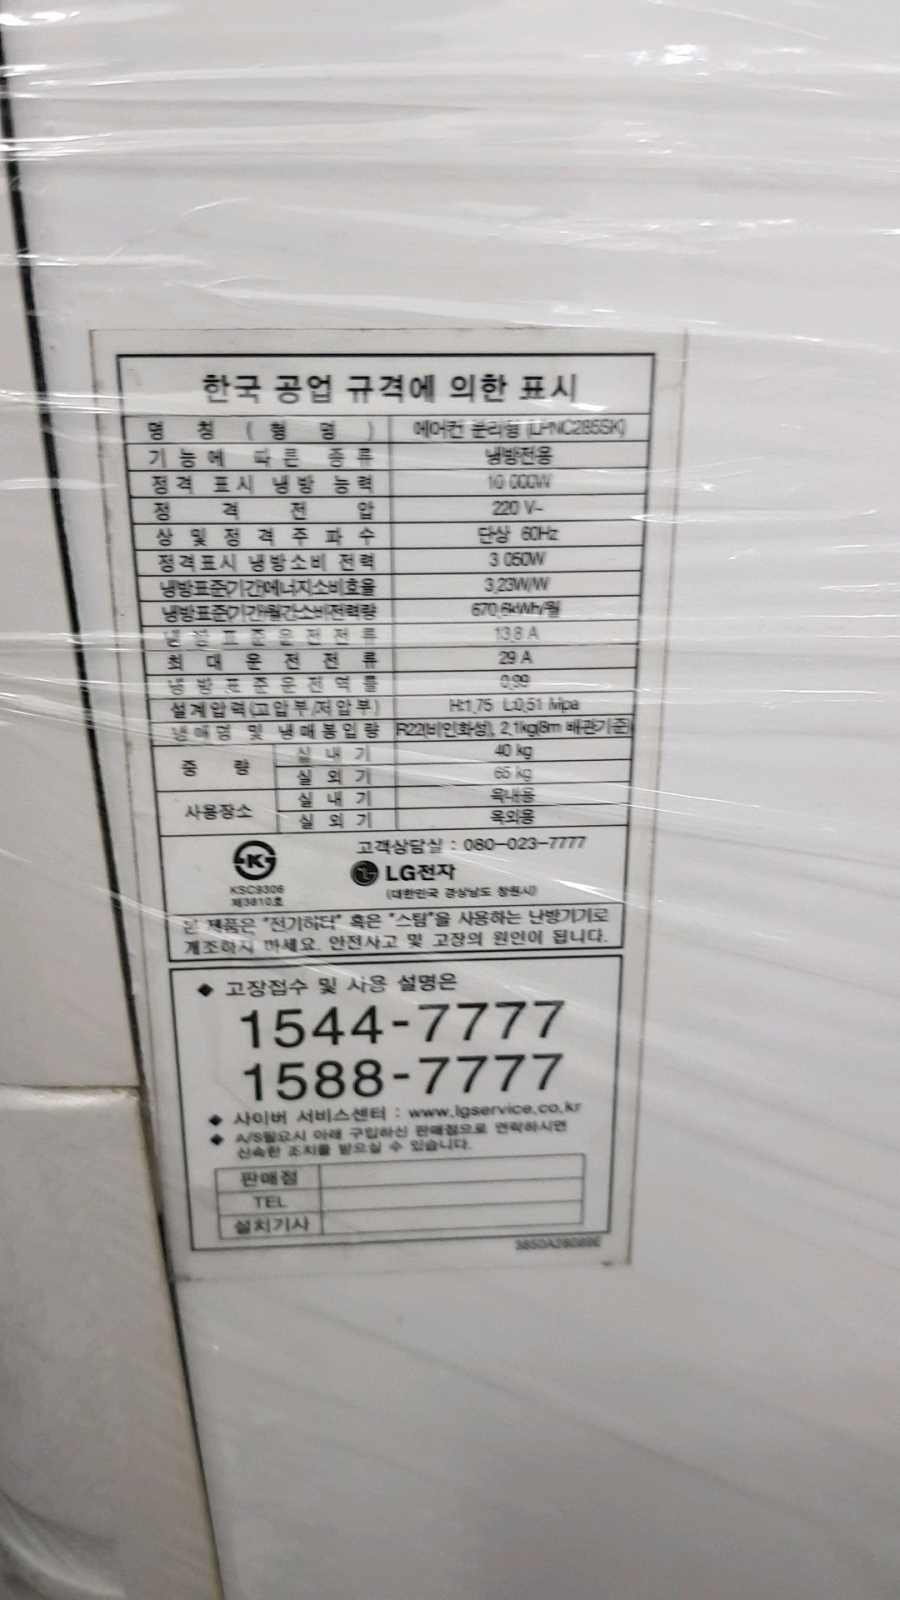 한국 공업 규격에 의한 표시
명 칭 ( 형 명 ) 에어컨 분리형 (LPNC285SK)
기 능 에 따 른 종 류 냉방전용
정격 표시 냉방 능력 10 000W
정 격 전 압 220 V~
상 및 정 격 주 파 수 단상 60Hz
정격표시 냉방소비 전력 3 050W
냉방표준(기간)에너지소비효율 3,23W/W
냉방표준(기간)월간소비전력량 670,6kWh/월
냉 방 표 준 운 전 전 류 13,8 A
최 대 운 전 전 류 29 A
냉 방 표 준 운 전 역 률 0,99
설계압력(고압부/저압부) H:1,75 L:0,51 Mpa
냉매명 및 냉매봉입량 R22(비인화성), 2,1kg(8m 배관기준)
중 량 실 내 기 40 kg
실 외 기 65 kg
사용장소 실 내 기 옥내용
실 외 기 옥외용
고객상담실 : 080-023-7777
LG전자
KSC9306
제3810호
(대한민국 경상남도 창원시)
본 제품은 "전기히터" 혹은 "스팀"을 사용하는 난방기기로
개조하지 마세요. 안전사고 및 고장의 원인이 됩니다.
◆ 고장접수 및 사용 설명은
1544-7777
1588-7777
◆ 사이버 서비스센터 : www.lgservice.co.kr
◆ A/S필요시 아래 구입하신 판매점으로 연락하시면
신속한 조치를 받으실 수 있습니다.
판매점
TEL
설치기사